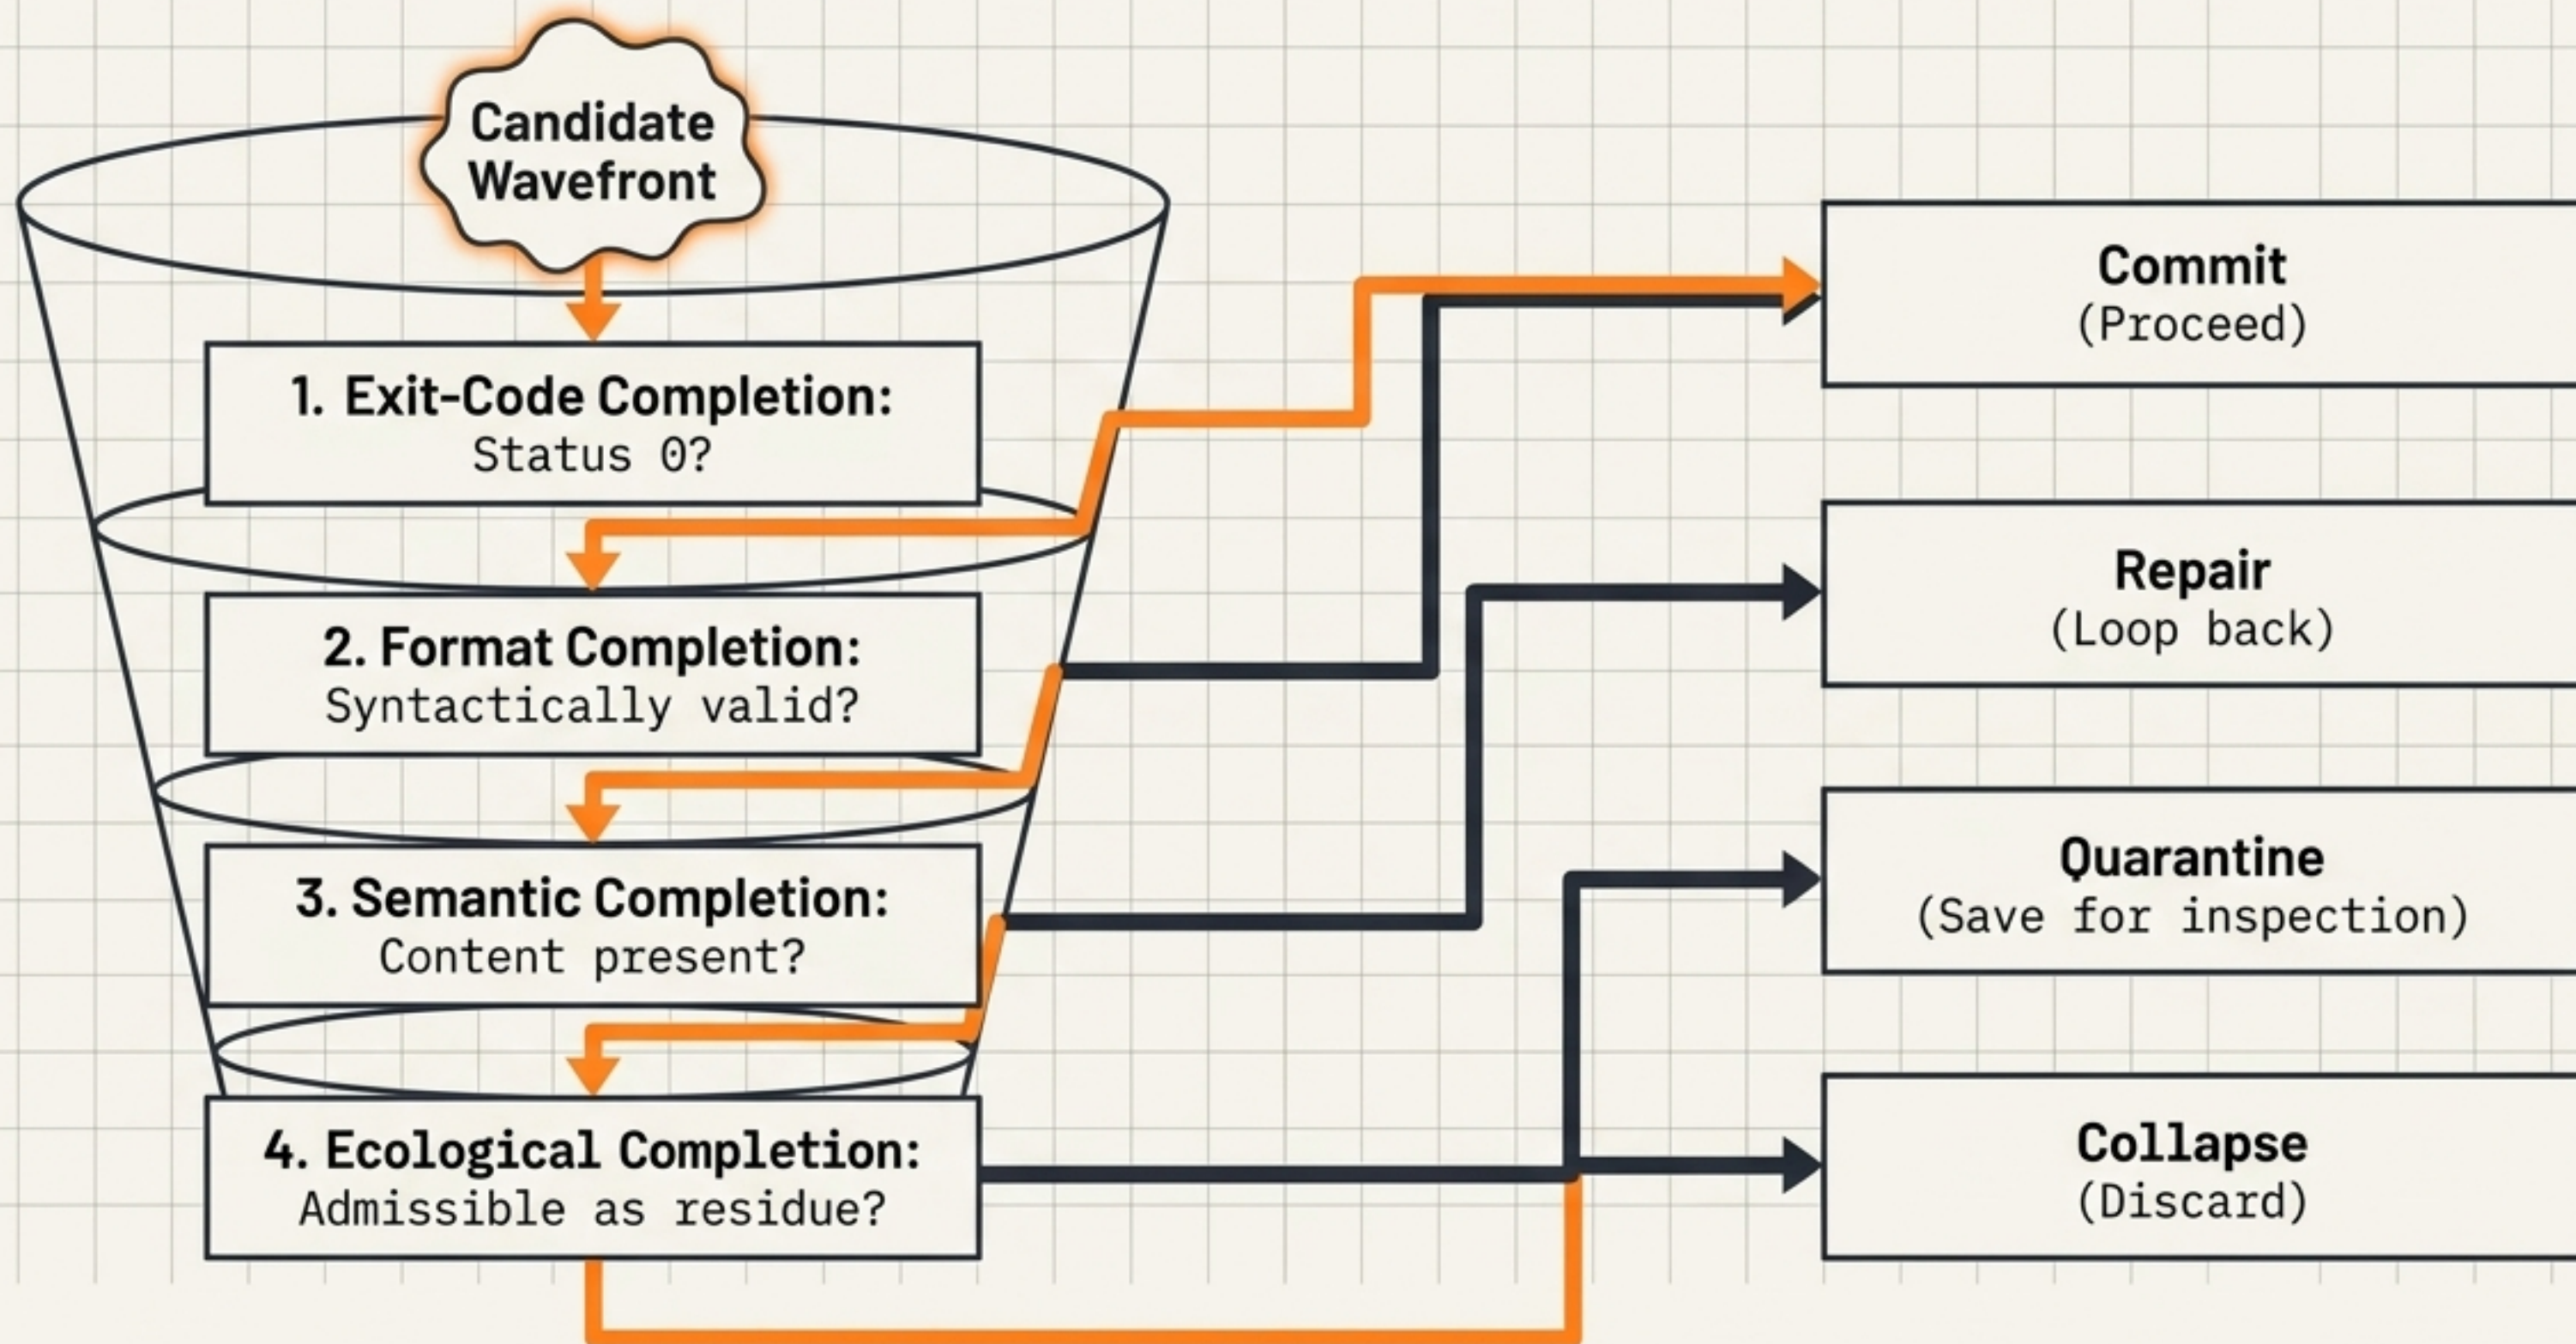 Candidate
Wavefront
1. Exit-Code Completion:
Status 0?
2. Format Completion:
Syntactically valid?
3. Semantic Completion:
Content present?
4. Ecological Completion:
Admissible as residue?
Commit
(Proceed)
Repair
(Loop back)
Quarantine
(Save for inspection)
Collapse
(Discard)